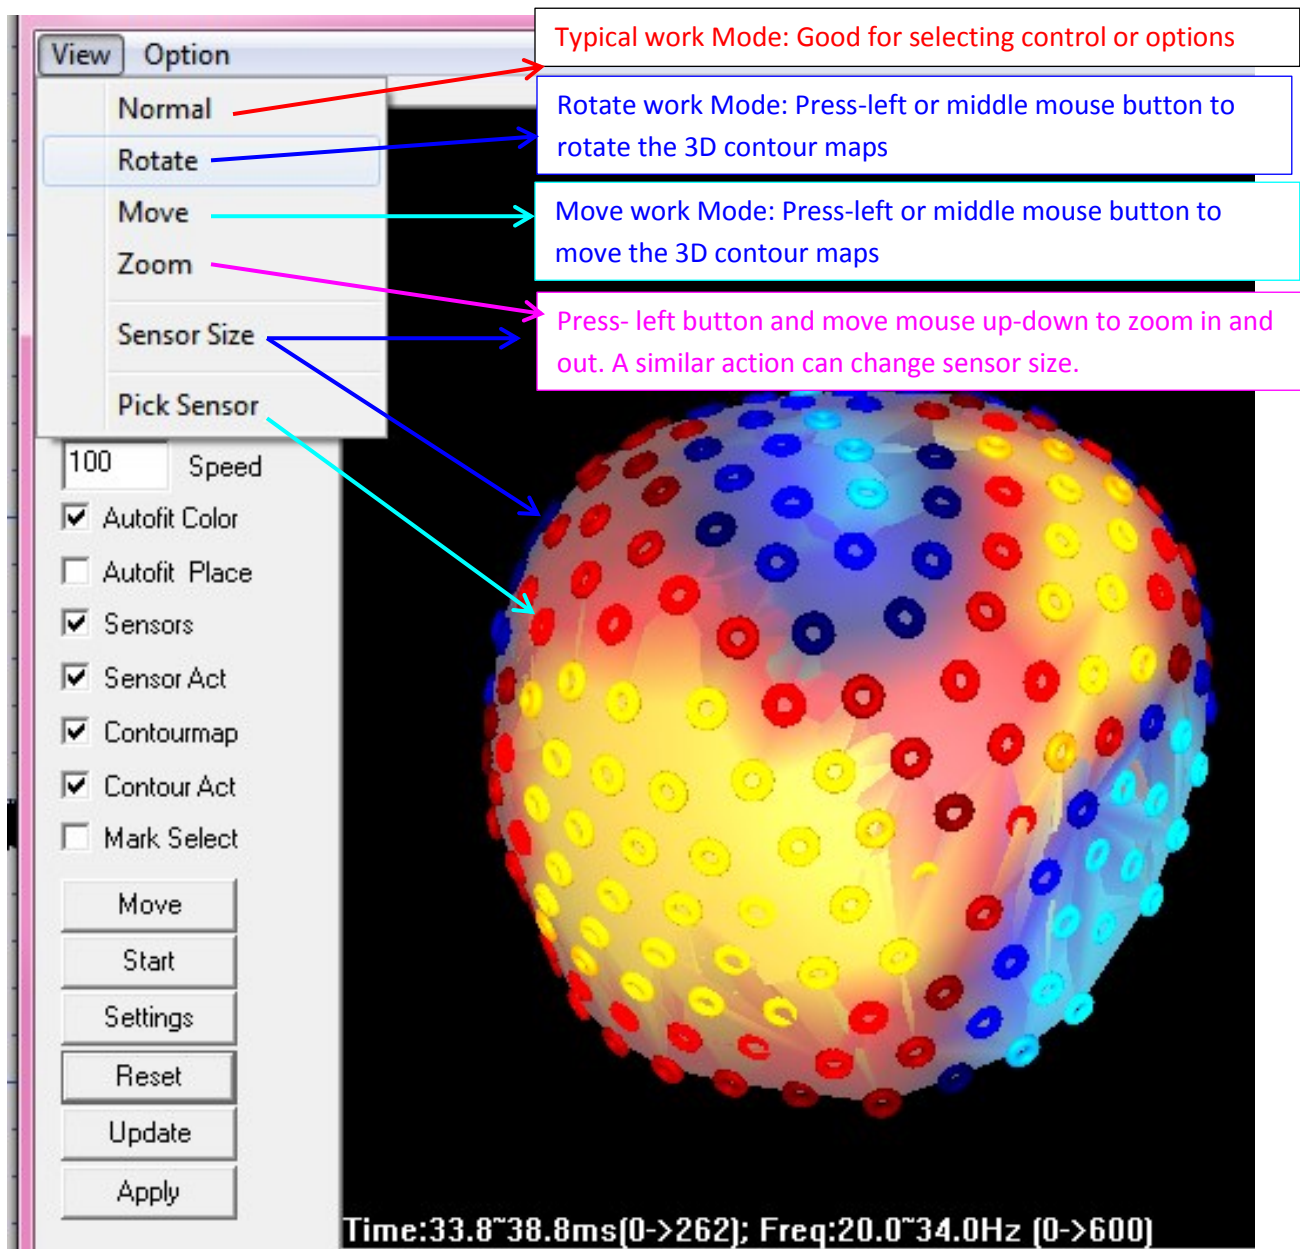 View Option
Normal
Rotate
Move
Zoom
Sensor Size
Pick Sensor
Typical work Mode: Good for selecting control or options
Rotate work Mode: Press-left or middle mouse button to
rotate the 3D contour maps
Move work Mode: Press-left or middle mouse button to
move the 3D contour maps
Press- left button and move mouse up-down to zoom in and
out. A similar action can change sensor size.
100 Speed
Autofit Color
Autofit Place
Sensors
Sensor Act
Contourmap
Contour Act
Mark Select
Move
Start
Settings
Reset
Update
Apply
Time:33.8~38.8ms(0->262); Freq:20.0~34.0Hz (0->600)